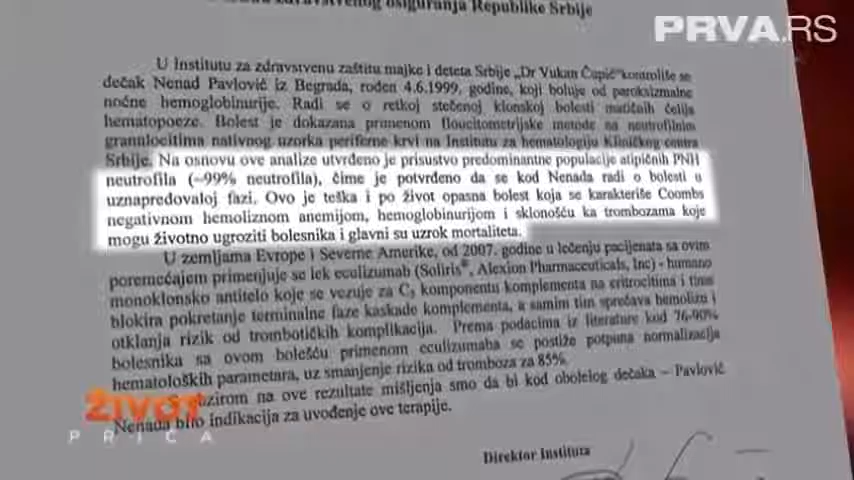 zdravstvenog osiguranja Republike Srbije
PRVA.RS
U Institutu za zdravstvenu zaštitu majke i deteta Srbije „Dr Vukan Čupić" kontroliše se
dečak Nenad Pavlović iz Begrada, rođen 4.6.1999. godine, koji boluje od paroksizmalne
noćne hemoglobinurije. Radi se o retkoj stečenoj klonskoj bolesti matičnih ćelija
hematopoeze. Bolest je dokazana primenom floucitometrijske metode na neutrofilnim
granulocitima nativnog uzorka periferne krvi na Institutu za hematologiju Kliničkog centra
Srbije. Na osnovu ove analize utvrđeno je prisustvo predominantne populacije atipičnih PNH
neutrofila (~99% neutrofila), čime je potvrđeno da se kod Nenada radi o bolesti u
uznapredovaloj fazi. Ovo je teška i po život opasna bolest koja se karakteriše Coombs
negativnom hemoliznom anemijom, hemoglobinurijom i sklonošću ka trombozama koje
mogu životno ugroziti bolesnika i glavni su uzrok mortaliteta.
U zemljama Evrope i Severne Amerike, od 2007. godine u lečenju pacijenata sa ovim
poremećajem primenjuje se lek eculizumab (Soliris®, Alexion Pharmaceuticals, Inc) - humano
monoklonsko antitelo koje se vezuje za C5 komponentu komplementa na eritrocitima i time
blokira pokretanje terminalne faze kaskade komplementa, a samim tim sprečava hemolizu i
otklanja rizik od trombotičkih komplikacija. Prema podacima iz literature kod 76-90%
bolesnika sa ovom bolešću primenom eculizumaba se postiže potpuna normalizacija
hematoloških parametara, uz smanjenje rizika od tromboza za 85%.
obzirom na ove rezultate mišljenja smo da bi kod obolelog dečaka – Pavlović
Nenada bilo indikacija za uvođenje ove terapije.
ŽIVOT
PRIČA
Direktor Instituta